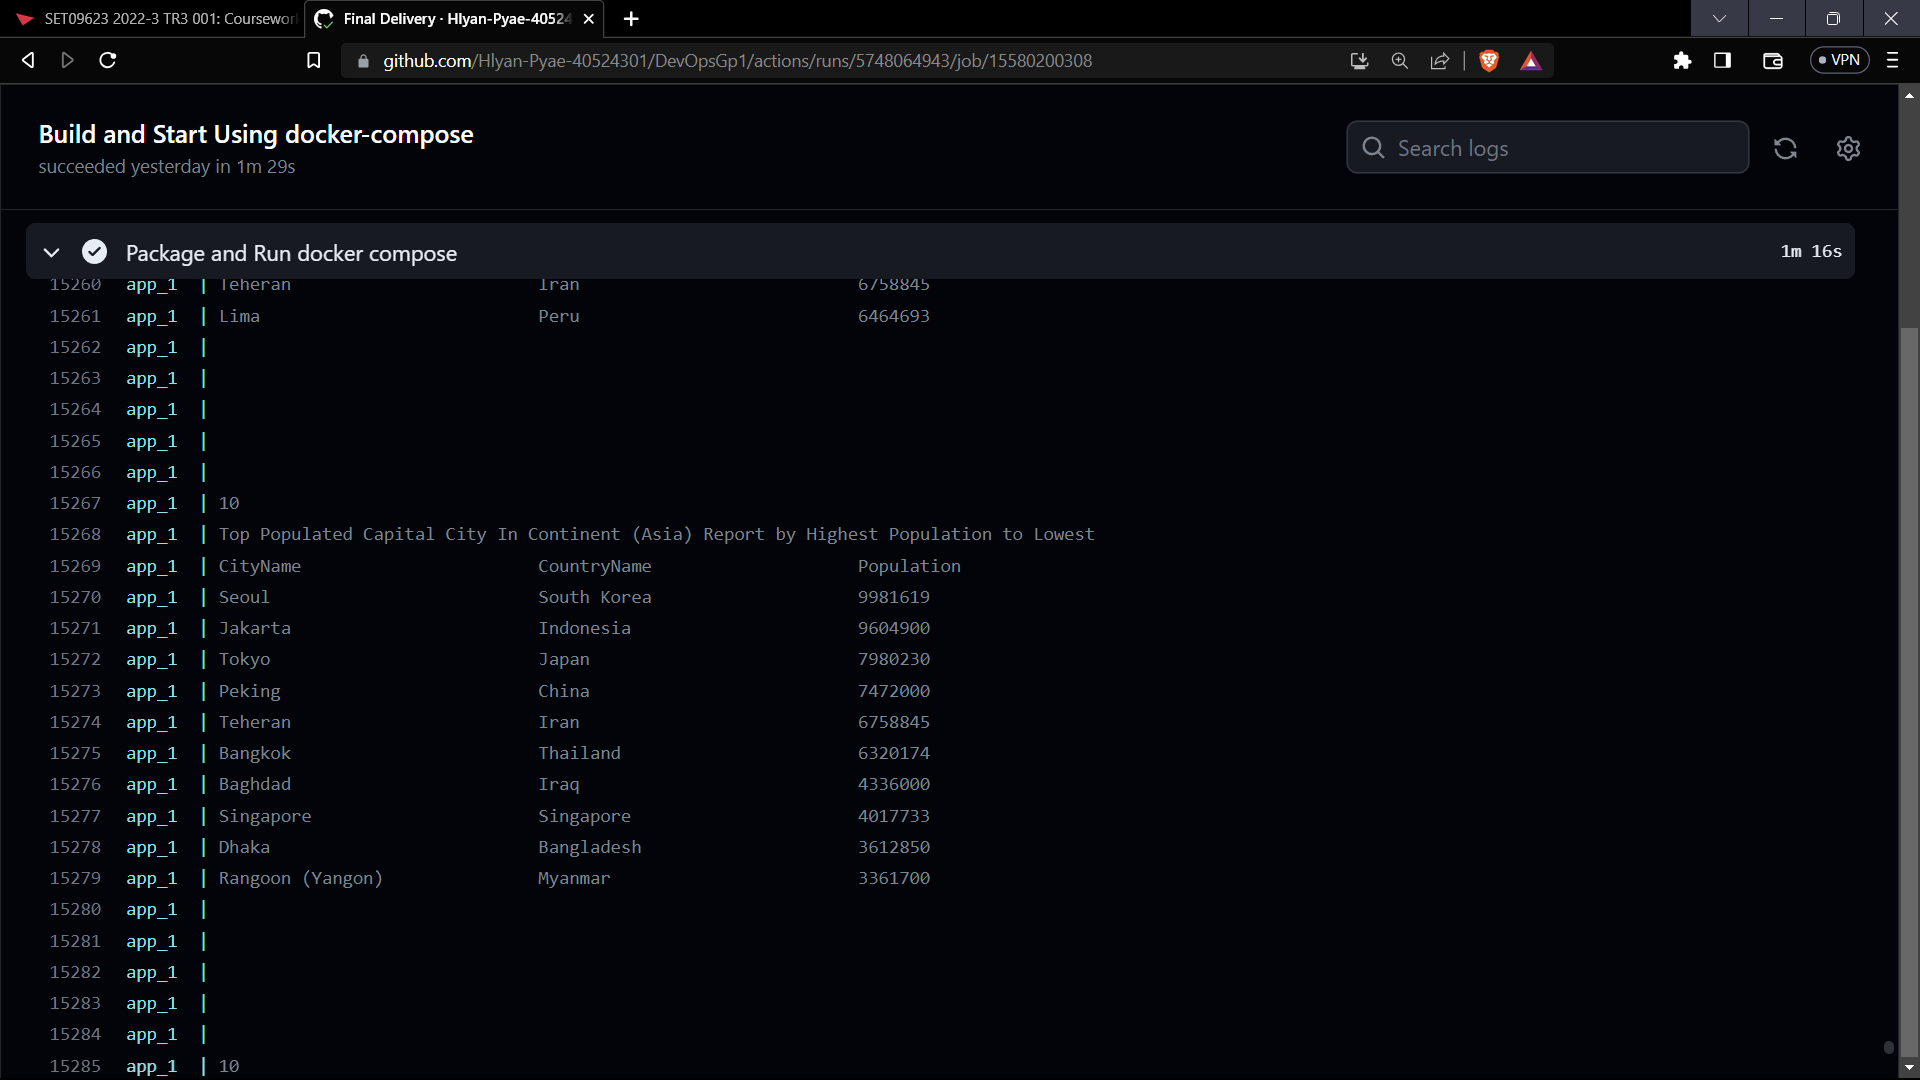 SET09623 2022-3 TR3 001: Coursewor
Final Delivery · Hlyan-Pyae-40524
github.com/Hlyan-Pyae-40524301/DevOpsGp1/actions/runs/5748064943/job/15580200308
VPN
Build and Start Using docker-compose
succeeded yesterday in 1m 29s
Search logs
Package and Run docker compose 1m 16s
15260 app_1 | Teheran Iran 6758845
15261 app_1 | Lima Peru 6464693
15262 app_1 |
15263 app_1 |
15264 app_1 |
15265 app_1 |
15266 app_1 |
15267 app_1 | 10
15268 app_1 | Top Populated Capital City In Continent (Asia) Report by Highest Population to Lowest
15269 app_1 | CityName CountryName Population
15270 app_1 | Seoul South Korea 9981619
15271 app_1 | Jakarta Indonesia 9604900
15272 app_1 | Tokyo Japan 7980230
15273 app_1 | Peking China 7472000
15274 app_1 | Teheran Iran 6758845
15275 app_1 | Bangkok Thailand 6320174
15276 app_1 | Baghdad Iraq 4336000
15277 app_1 | Singapore Singapore 4017733
15278 app_1 | Dhaka Bangladesh 3612850
15279 app_1 | Rangoon (Yangon) Myanmar 3361700
15280 app_1 |
15281 app_1 |
15282 app_1 |
15283 app_1 |
15284 app_1 |
15285 app_1 | 10